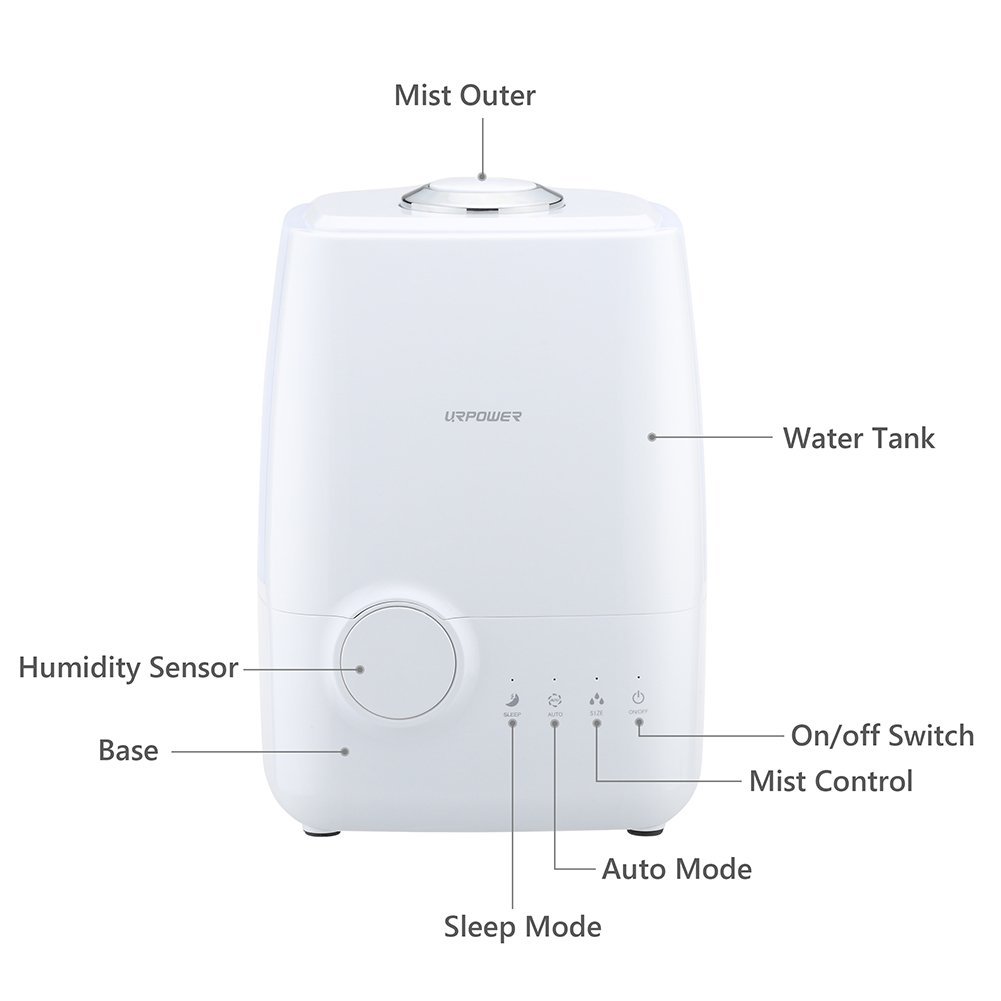 Mist Outer
URPOWER
Water Tank
Humidity Sensor
SLEEP
AUTO
SIZE
ON/OFF
Base
On/off Switch
Mist Control
Auto Mode
Sleep Mode